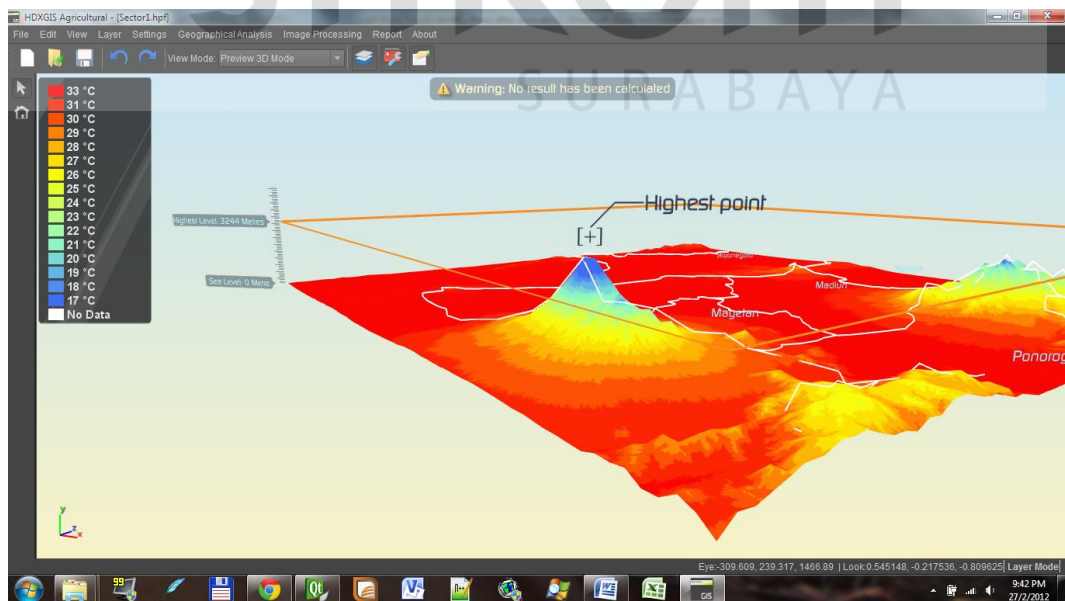 HDXGIS Agricultural - [Sector1.hpf]
SURABAYA
File Edit View Layer Settings Geographical Analysis Image Processing Report About
View Mode: Preview 3D Mode
Warning: No result has been calculated
33 °C
31 °C
30 °C
29 °C
28 °C
27 °C
26 °C
25 °C
24 °C
23 °C
22 °C
21 °C
20 °C
19 °C
18 °C
17 °C
No Data
Highest Level: 3244 Metres
Sea Level: 0 Metre
Highest point
[+]
Bojonegoro
Madiun
Magetan
Ponorog
y
z
x
Eye:-309.609, 239.317, 1466.89 |Look:0.545148, -0.217536, -0.809625| Layer Mode
99
Qt
N++
GIS
9:42 PM
27/2/2012